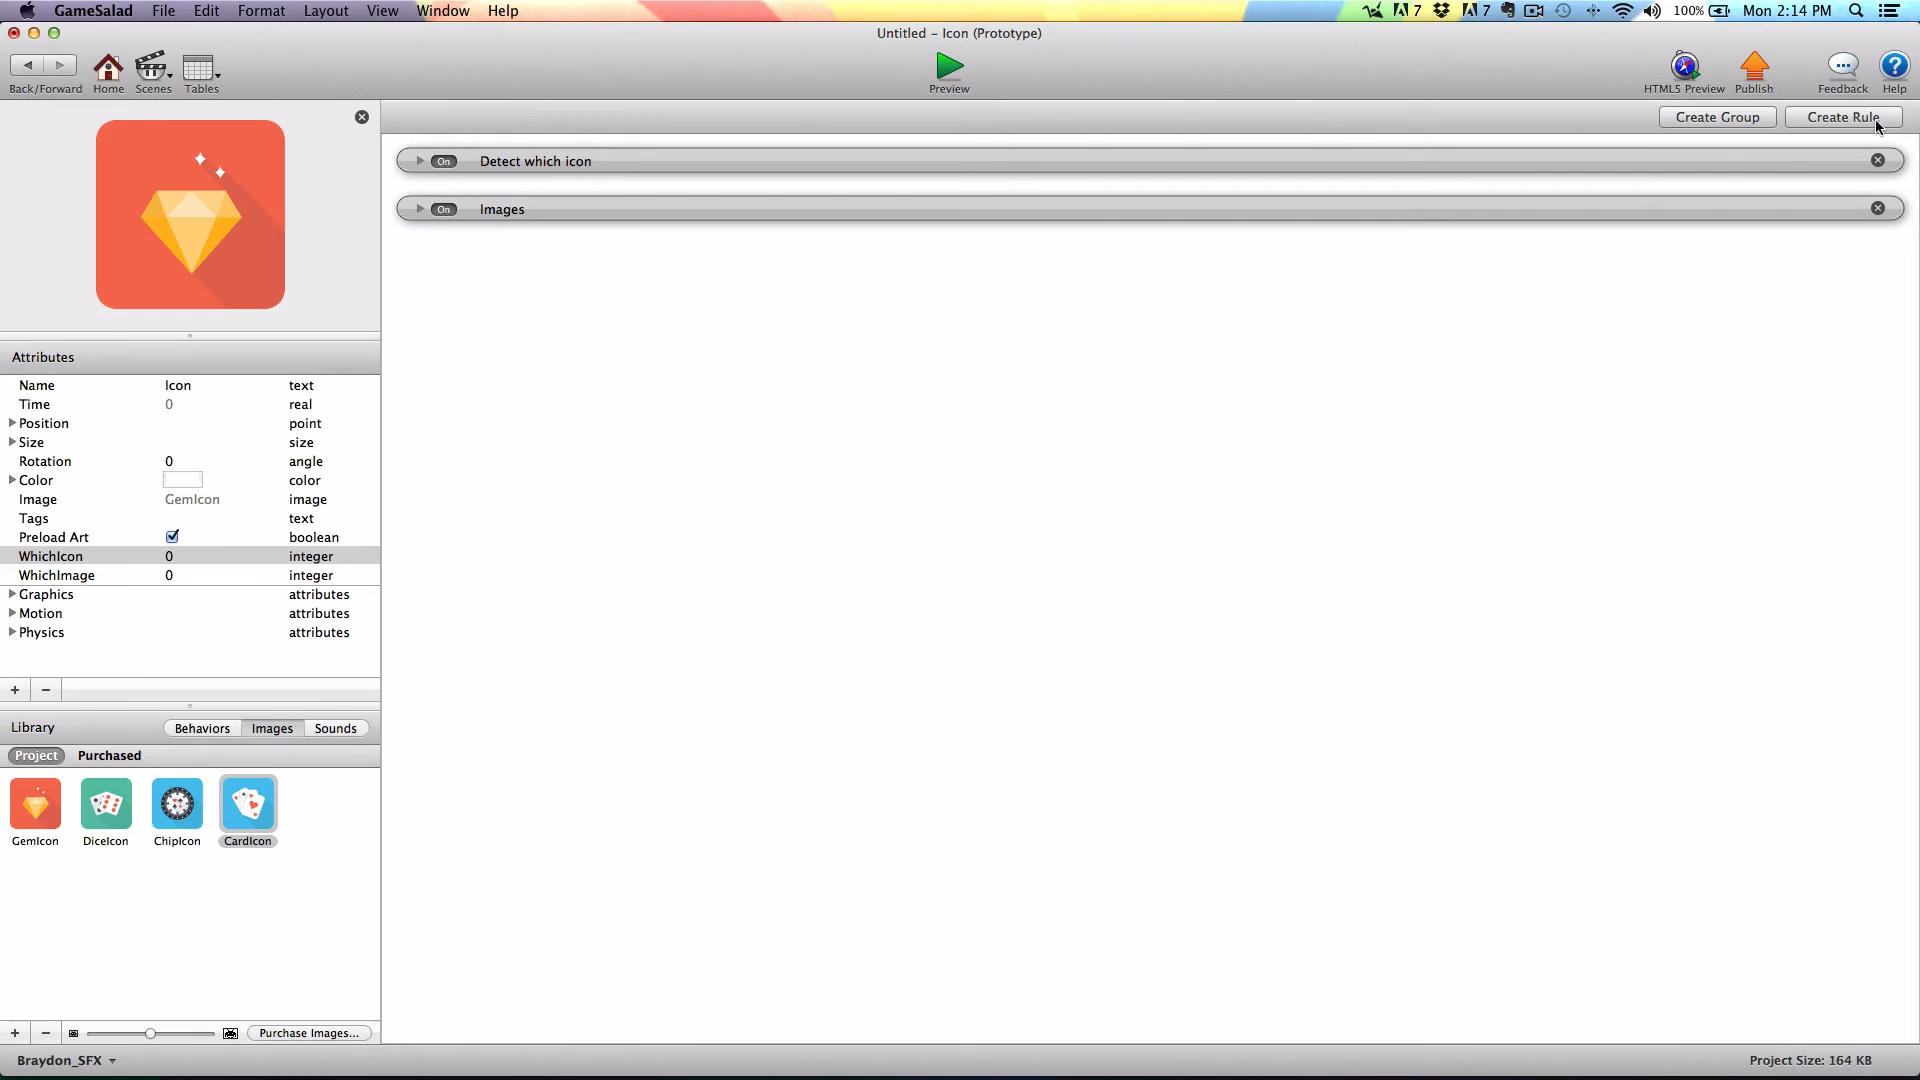 GameSalad File Edit Format Layout View Window Help 7 7 100% Mon 2:14 PM
Untitled – Icon (Prototype)
Back/Forward Home Scenes Tables Preview HTML5 Preview Publish Feedback Help
Create Group Create Rule
On Detect which icon
On Images
Attributes
Name Icon text
Time 0 real
Position point
Size size
Rotation 0 angle
Color color
Image GemIcon image
Tags text
Preload Art boolean
WhichIcon 0 integer
WhichImage 0 integer
Graphics attributes
Motion attributes
Physics attributes
Library Behaviors Images Sounds
Project Purchased
GemIcon DiceIcon ChipIcon CardIcon
Purchase Images...
Braydon_SFX Project Size: 164 KB